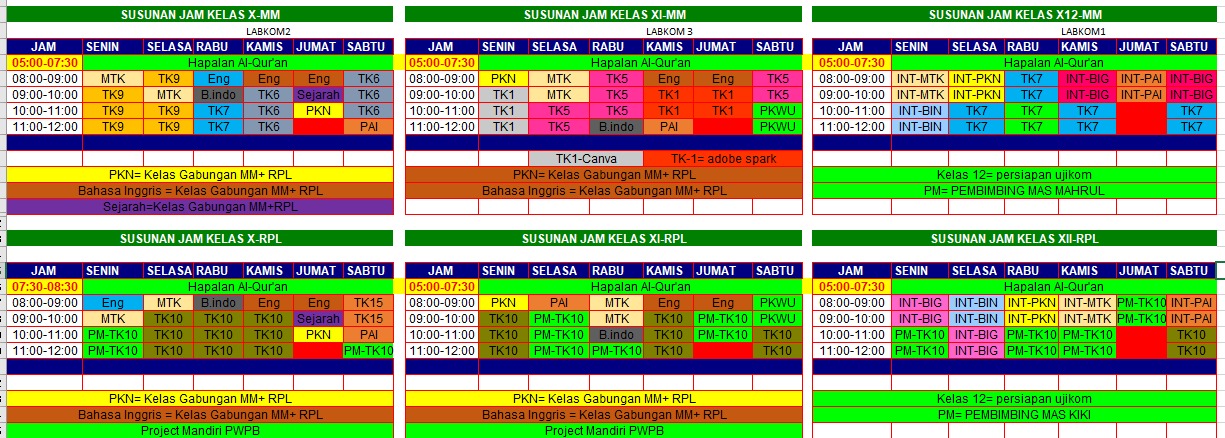 SUSUNAN JAM KELAS X-MM
LABKOM2
JAM SENIN SELASA RABU KAMIS JUMAT SABTU
05:00-07:30 Hapalan Al-Qur'an
08:00-09:00 MTK TK9 Eng Eng Eng TK6
09:00-10:00 TK9 MTK B.indo TK6 Sejarah TK6
10:00-11:00 TK9 TK9 TK7 TK6 PKN TK6
11:00-12:00 TK9 TK9 TK7 TK6 PAI
PKN= Kelas Gabungan MM+ RPL
Bahasa Inggris = Kelas Gabungan MM+ RPL
Sejarah=Kelas Gabungan MM+RPL
SUSUNAN JAM KELAS XI-MM
LABKOM 3
JAM SENIN SELASA RABU KAMIS JUMAT SABTU
05:00-07:30 Hapalan Al-Qur'an
08:00-09:00 PKN MTK TK5 Eng Eng TK5
09:00-10:00 TK1 MTK TK5 TK1 TK1 TK5
10:00-11:00 TK1 TK5 TK5 TK1 TK1 PKWU
11:00-12:00 TK1 TK5 B.indo PAI PKWU
TK1-Canva TK-1= adobe spark
PKN= Kelas Gabungan MM+ RPL
Bahasa Inggris = Kelas Gabungan MM+ RPL
SUSUNAN JAM KELAS X12-MM
LABKOM1
JAM SENIN SELASA RABU KAMIS JUMAT SABTU
05:00-07:30 Hapalan Al-Qur'an
08:00-09:00 INT-MTK INT-PKN TK7 INT-BIG INT-PAI INT-BIG
09:00-10:00 INT-MTK INT-PKN TK7 INT-BIG INT-PAI INT-BIG
10:00-11:00 INT-BIN TK7 TK7 TK7 TK7
11:00-12:00 INT-BIN TK7 TK7 TK7 TK7
Kelas 12= persiapan ujikom
PM= PEMBIMBING MAS MAHRUL
SUSUNAN JAM KELAS X-RPL
JAM SENIN SELASA RABU KAMIS JUMAT SABTU
07:30-08:30 Hapalan Al-Qur'an
08:00-09:00 Eng MTK B.indo Eng Eng TK15
09:00-10:00 MTK TK10 TK10 TK10 Sejarah TK15
10:00-11:00 PM-TK10 TK10 TK10 TK10 PKN PAI
11:00-12:00 PM-TK10 TK10 TK10 TK10 PM-TK10
PKN= Kelas Gabungan MM+ RPL
Bahasa Inggris = Kelas Gabungan MM+ RPL
Project Mandiri PWPB
SUSUNAN JAM KELAS XI-RPL
JAM SENIN SELASA RABU KAMIS JUMAT SABTU
05:00-07:30 Hapalan Al-Qur'an
08:00-09:00 PKN PAI MTK Eng Eng PKWU
09:00-10:00 TK10 PM-TK10 MTK TK10 PM-TK10 PKWU
10:00-11:00 TK10 PM-TK10 B.indo TK10 PM-TK10 TK10
11:00-12:00 TK10 PM-TK10 PM-TK10 TK10 TK10
PKN= Kelas Gabungan MM+ RPL
Bahasa Inggris = Kelas Gabungan MM+ RPL
Project Mandiri PWPB
SUSUNAN JAM KELAS XII-RPL
JAM SENIN SELASA RABU KAMIS JUMAT SABTU
05:00-07:30 Hapalan Al-Qur'an
08:00-09:00 INT-BIG INT-BIN INT-PKN INT-MTK PM-TK10 INT-PAI
09:00-10:00 INT-BIG INT-BIN INT-PKN INT-MTK PM-TK10 INT-PAI
10:00-11:00 PM-TK10 INT-BIG PM-TK10 PM-TK10 TK10
11:00-12:00 PM-TK10 INT-BIG PM-TK10 PM-TK10 TK10
Kelas 12= persiapan ujikom
PM= PEMBIMBING MAS KIKI